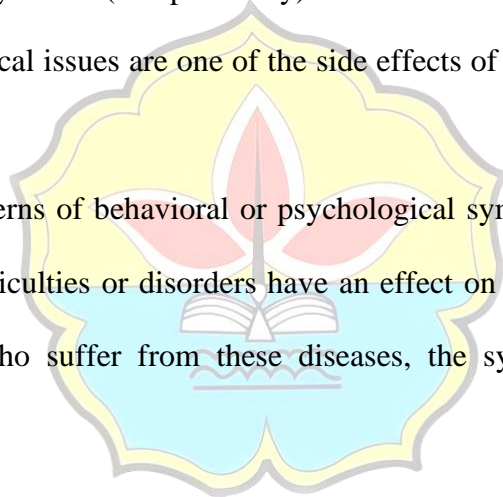 cal issues are one of the side effects of
erns of behavioral or psychological syn
iculties or disorders have an effect on
ho suffer from these diseases, the sy